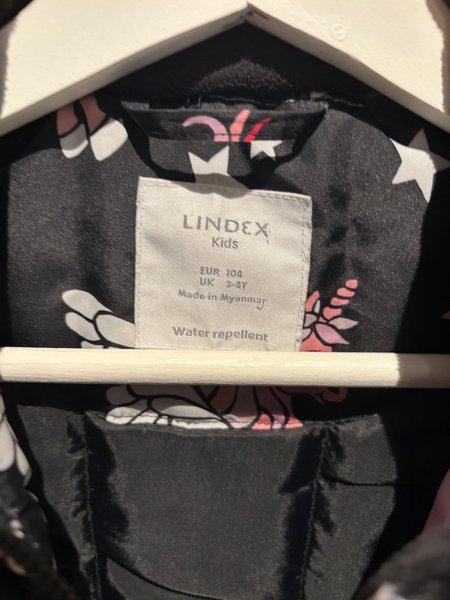 LINDEX
Kids
EUR 104
UK 3-4Y
Made in Myanmar
Water repellent